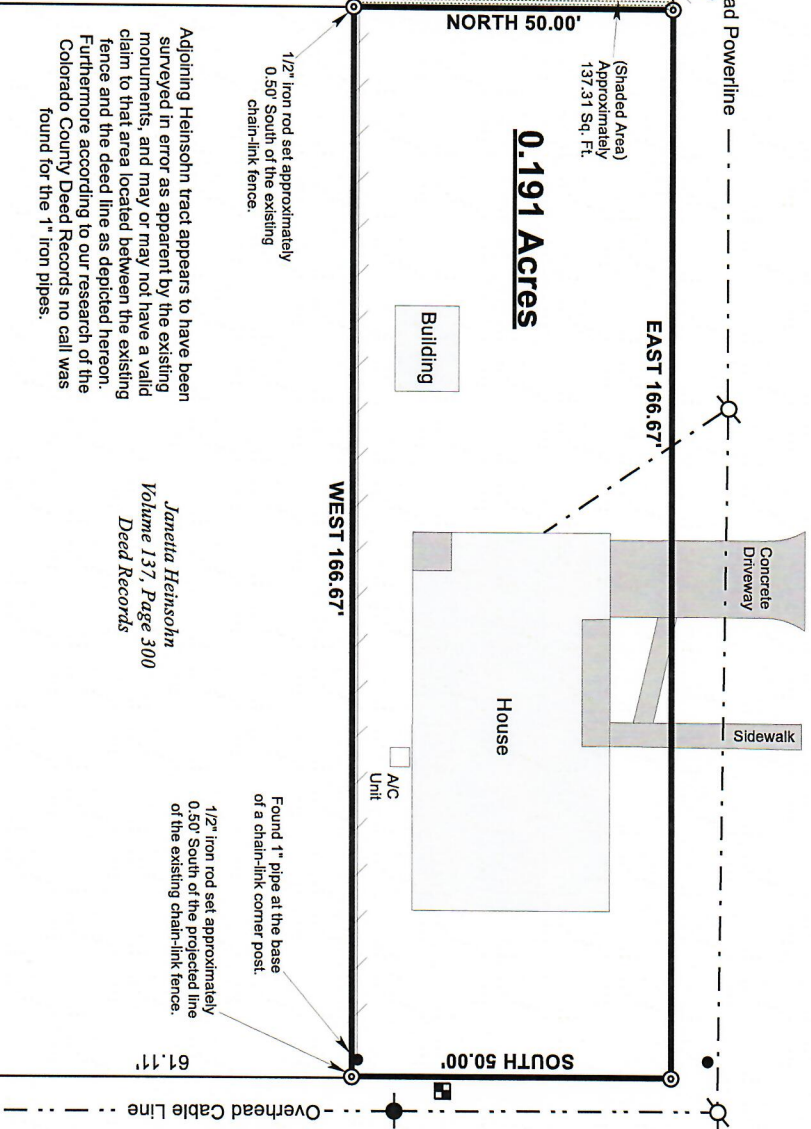 ad Powerline
NORTH 50.00'
(Shaded Area)
Approximately
137.31 Sq. Ft.
0.191 Acres
EAST 166.67'
Concrete
Driveway
Sidewalk
Building
House
A/C
Unit
1/2" iron rod set approximately
0.50' South of the existing
chain-link fence.
WEST 166.67'
SOUTH 50.00'
Found 1" pipe at the base
of a chain-link corner post.
1/2" iron rod set approximately
0.50' South of the projected line
of the existing chain-link fence.
Adjoining Heinsohn tract appears to have been
surveyed in error as apparent by the existing
monuments, and may or may not have a valid
claim to that area located between the existing
fence and the deed line as depicted hereon.
Furthermore according to our research of the
Colorado County Deed Records no call was
found for the 1" iron pipes.
Janetta Heinsohn
Volume 137, Page 300
Deed Records
61.11'
Overhead Cable Line